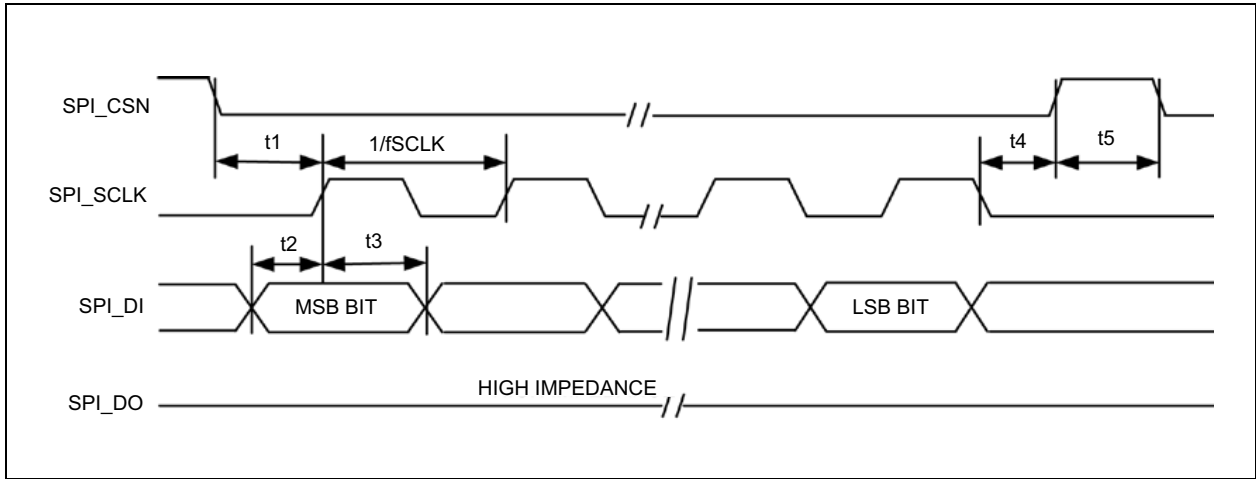 SPI_CSN
t1
1/fSCLK
t4
t5
SPI_SCLK
t2
t3
SPI_DI
MSB BIT
LSB BIT
HIGH IMPEDANCE
SPI_DO